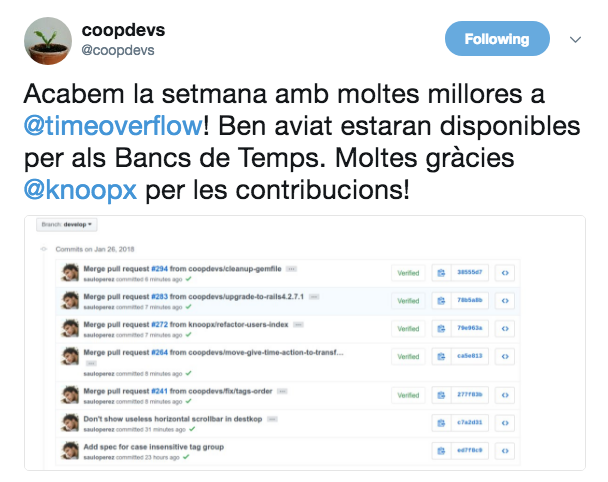 coopdevs
@coopdevs
Following
Acabem la setmana amb moltes millores a
@timeoverflow! Ben aviat estaran disponibles
per als Bancs de Temps. Moltes gràcies
@knoopx per les contribucions!
Branch: develop
Commits on Jan 26, 2018
Merge pull request #294 from coopdevs/cleanup-gemfile
sauloperez committed 6 minutes ago
Verified
36555d7
Merge pull request #283 from coopdevs/upgrade-to-rails4.2.7.1
sauloperez committed 7 minutes ago
Verified
Merge pull request #272 from knoopx/refactor-users-index
sauloperez committed 7 minutes ago
Verified
79e963a
Merge pull request #264 from coopdevs/move-give-time-action-to-transf...
sauloperez committed 8 minutes ago
Verified
ca5e813
Merge pull request #241 from coopdevs/fix/tags-order
sauloperez committed 8 minutes ago
Verified
277f83b
Don't show useless horizontal scrollbar in destkop
sauloperez committed 31 minutes ago
c7a2d31
Add spec for case insensitive tag group
sauloperez committed 23 hours ago
ed7f8c9